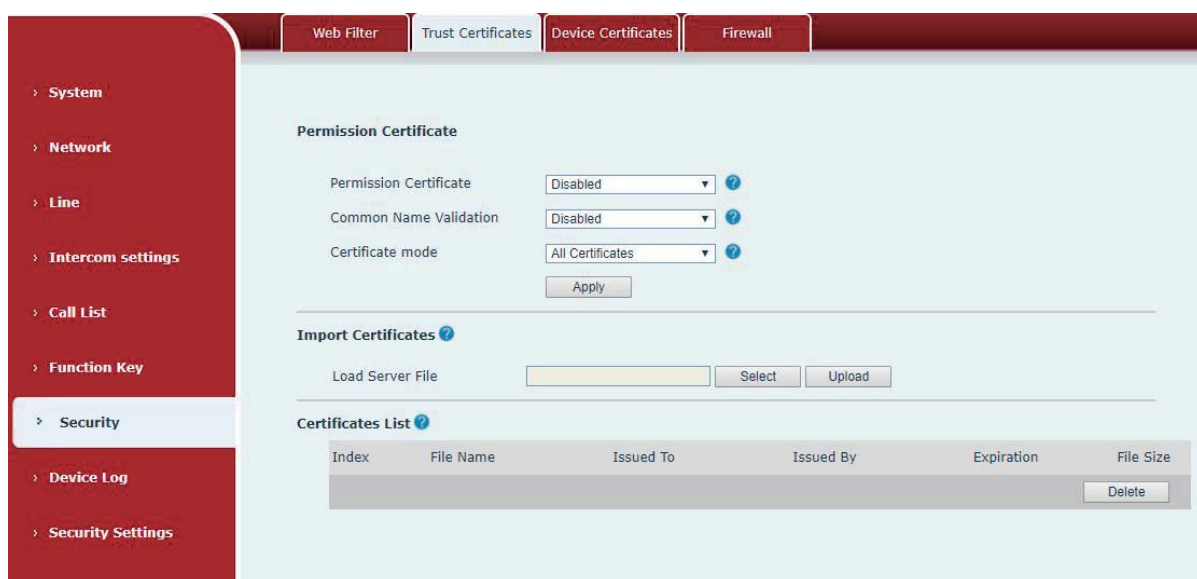 Web Filter Trust Certificates Device Certificates Firewall
System
Network
Line
Intercom settings
Call List
Function Key
Security
Device Log
Security Settings
Permission Certificate
Permission Certificate Disabled ?
Common Name Validation Disabled ?
Certificate mode All Certificates ?
Apply
Import Certificates ?
Load Server File Select Upload
Certificates List ?
Index File Name Issued To Issued By Expiration File Size
Delete